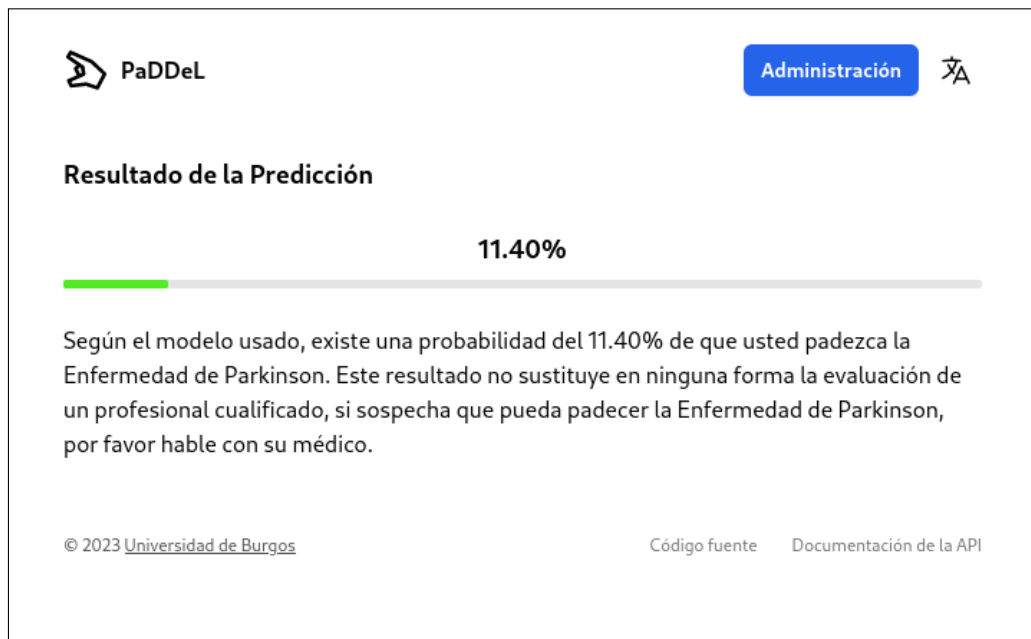 PaDDeL
Administración
Resultado de la Predicción
11.40%
Según el modelo usado, existe una probabilidad del 11.40% de que usted padezca la
Enfermedad de Parkinson. Este resultado no sustituye en ninguna forma la evaluación de
un profesional cualificado, si sospecha que pueda padecer la Enfermedad de Parkinson,
por favor hable con su médico.
© 2023 Universidad de Burgos
Código fuente
Documentación de la API